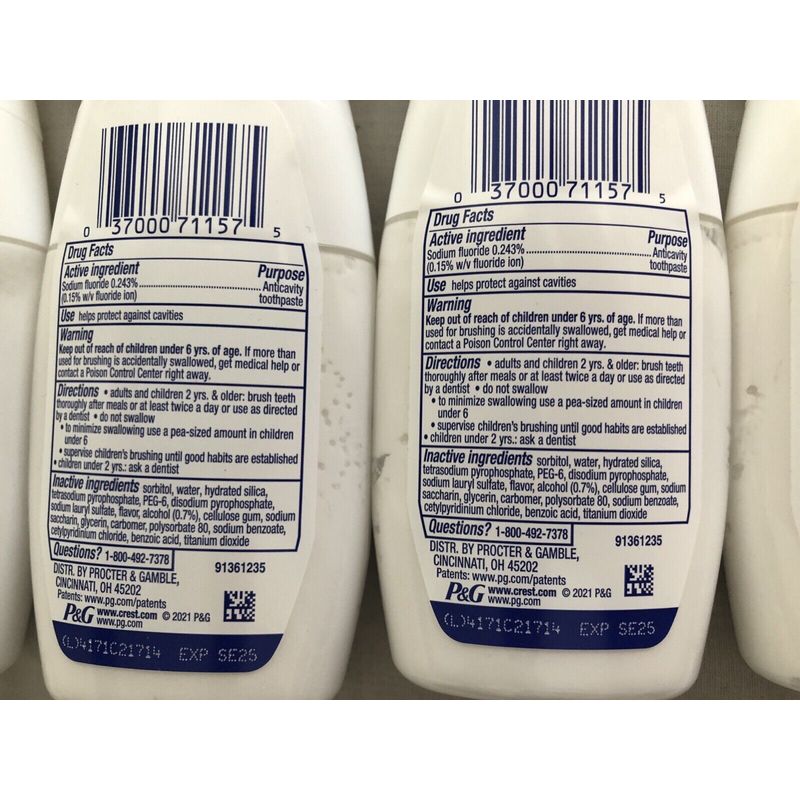 0 37000 71157 5
Drug Facts
Active ingredient Purpose
Sodium fluoride 0.243%.......................... Anticavity
(0.15% w/v fluoride ion) toothpaste
Use helps protect against cavities
Warning
Keep out of reach of children under 6 yrs. of age. If more than
used for brushing is accidentally swallowed, get medical help or
contact a Poison Control Center right away.
Directions • adults and children 2 yrs. & older: brush teeth
thoroughly after meals or at least twice a day or use as directed
by a dentist • do not swallow
• to minimize swallowing use a pea-sized amount in children
under 6
• supervise children's brushing until good habits are established
• children under 2 yrs.: ask a dentist
Inactive ingredients sorbitol, water, hydrated silica,
tetrasodium pyrophosphate, PEG-6, disodium pyrophosphate,
sodium lauryl sulfate, flavor, alcohol (0.7%), cellulose gum, sodium
saccharin, glycerin, carbomer, polysorbate 80, sodium benzoate,
cetylpyridinium chloride, benzoic acid, titanium dioxide
Questions? 1-800-492-7378
91361235
DISTR. BY PROCTER & GAMBLE,
CINCINNATI, OH 45202
Patents: www.pg.com/patents
P&G www.crest.com © 2021 P&G
www.pg.com
(L)4171C21714 EXP SE25
0 37000 71157 5
Drug Facts
Active ingredient Purpose
Sodium fluoride 0.243%.......................... Anticavity
(0.15% w/v fluoride ion) toothpaste
Use helps protect against cavities
Warning
Keep out of reach of children under 6 yrs. of age. If more than
used for brushing is accidentally swallowed, get medical help or
contact a Poison Control Center right away.
Directions • adults and children 2 yrs. & older: brush teeth
thoroughly after meals or at least twice a day or use as directed
by a dentist • do not swallow
• to minimize swallowing use a pea-sized amount in children
under 6
• supervise children's brushing until good habits are established
• children under 2 yrs.: ask a dentist
Inactive ingredients sorbitol, water, hydrated silica,
tetrasodium pyrophosphate, PEG-6, disodium pyrophosphate,
sodium lauryl sulfate, flavor, alcohol (0.7%), cellulose gum, sodium
saccharin, glycerin, carbomer, polysorbate 80, sodium benzoate,
cetylpyridinium chloride, benzoic acid, titanium dioxide
Questions? 1-800-492-7378
91361235
DISTR. BY PROCTER & GAMBLE,
CINCINNATI, OH 45202
Patents: www.pg.com/patents
P&G www.crest.com © 2021 P&G
www.pg.com
(L)4171C21714 EXP SE25